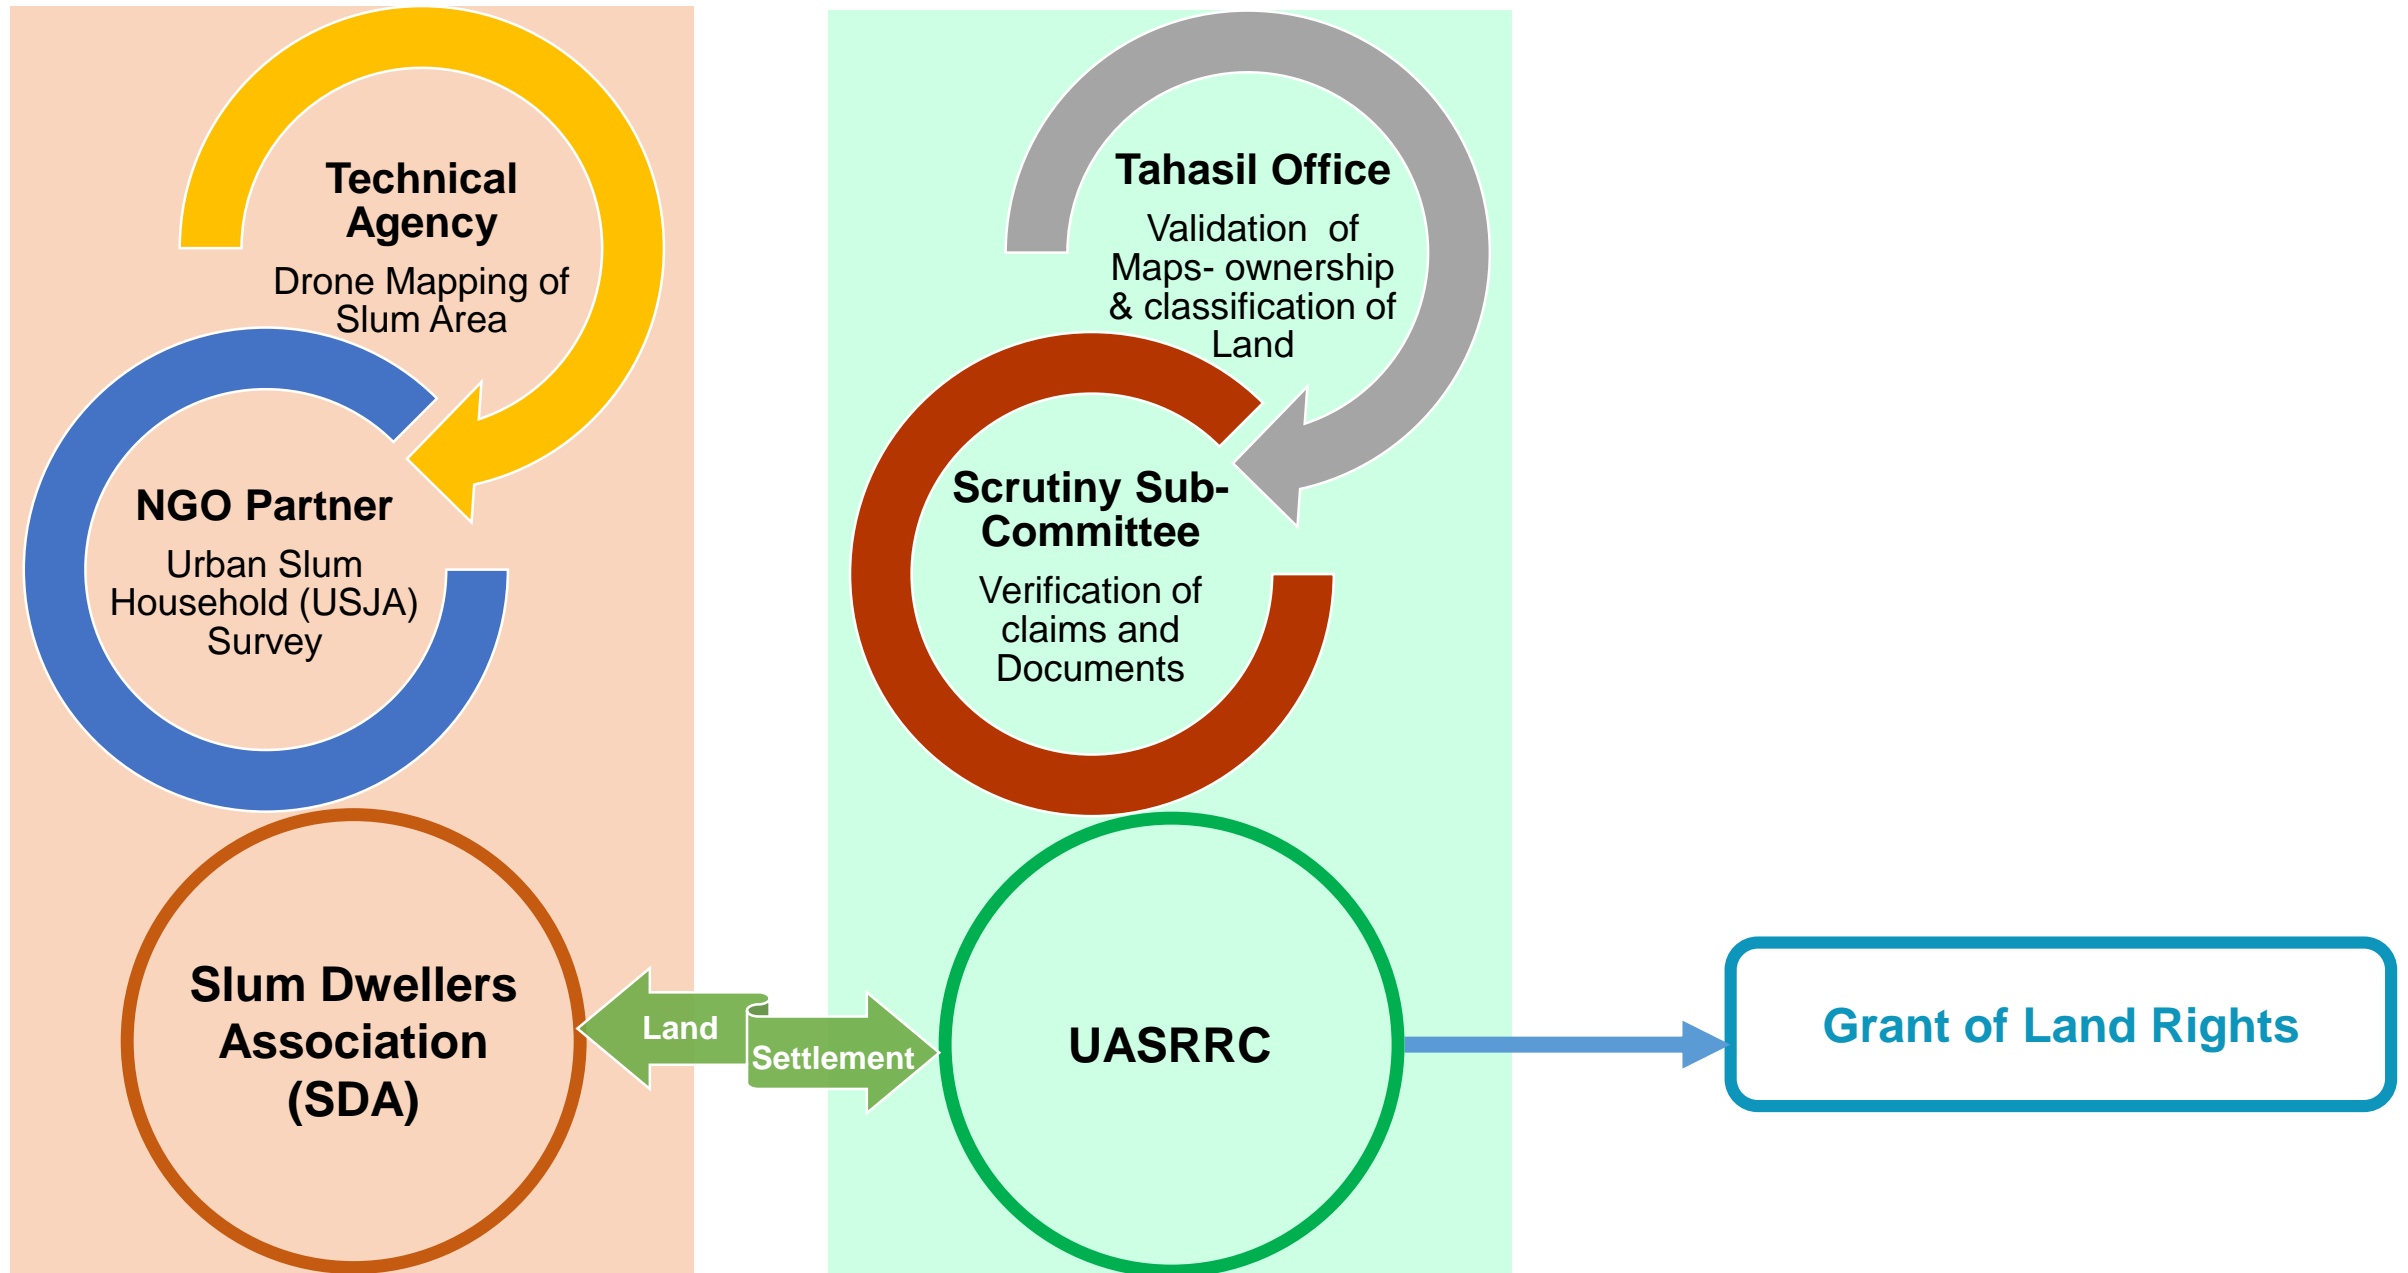 Technical
Agency
Drone Mapping of
Slum Area
NGO Partner
Urban Slum
Household (USJA)
Survey
Slum Dwellers
Association
(SDA)
Land
Settlement
Tahasil Office
Validation  of
Maps- ownership
& classification of
Land
Scrutiny Sub-
Committee
Verification of
claims and
Documents
UASRRC
Grant of Land Rights